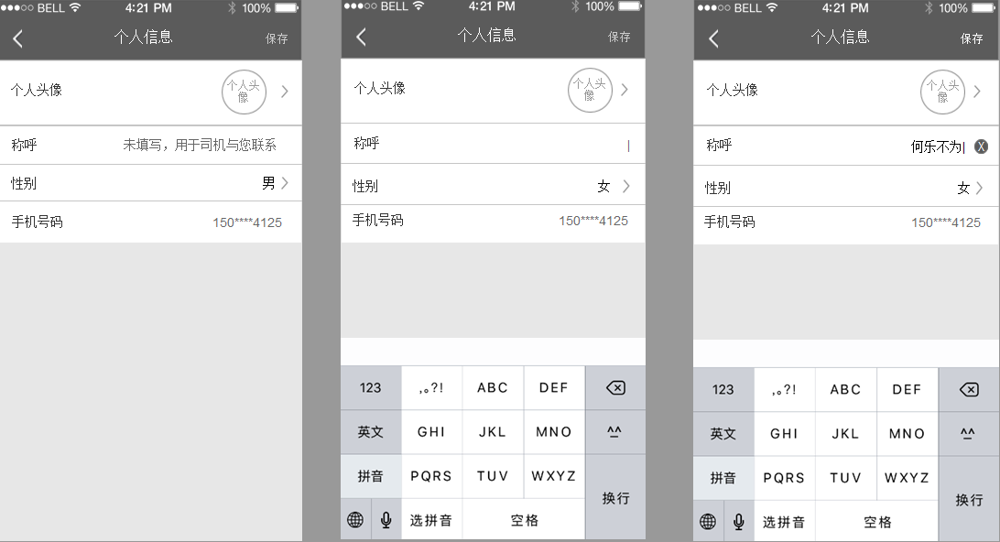 BELL 4:21 PM 100%
个人信息 保存
个人头像 个人头像
称呼 未填写，用于司机与您联系
性别 男
手机号码 150****4125
BELL 4:21 PM 100%
个人信息 保存
个人头像 个人头像
称呼
性别 女
手机号码 150****4125
123 ,。?! ABC DEF
英文 GHI JKL MNO ^^
拼音 PQRS TUV WXYZ 换行
选拼音 空格
BELL 4:21 PM 100%
个人信息 保存
个人头像 个人头像
称呼 何乐不为 X
性别 女
手机号码 150****4125
123 ,。?! ABC DEF
英文 GHI JKL MNO ^^
拼音 PQRS TUV WXYZ 换行
选拼音 空格